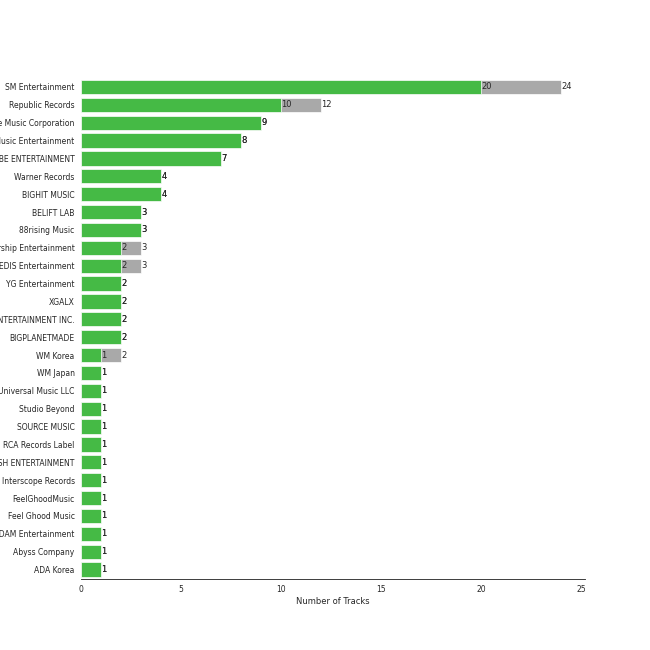 SM Entertainment 20 24
Republic Records 10 12
e Music Corporation 9
usic Entertainment 8
BE ENTERTAINMENT 7
Warner Records 4
BIGHIT MUSIC 4
BELIFT LAB 3
88rising Music 3
rship Entertainment 2 3
EDIS Entertainment 2 3
YG Entertainment 2
XGALX 2
NTERTAINMENT INC. 2
BIGPLANETMADE 2
WM Korea 1 2
WM Japan 1
Universal Music LLC 1
Studio Beyond 1
SOURCE MUSIC 1
RCA Records Label 1
SH ENTERTAINMENT 1
Interscope Records 1
FeelGhoodMusic 1
Feel Ghood Music 1
DAM Entertainment 1
Abyss Company 1
ADA Korea 1
0 5 10 15 20 25
Number of Tracks